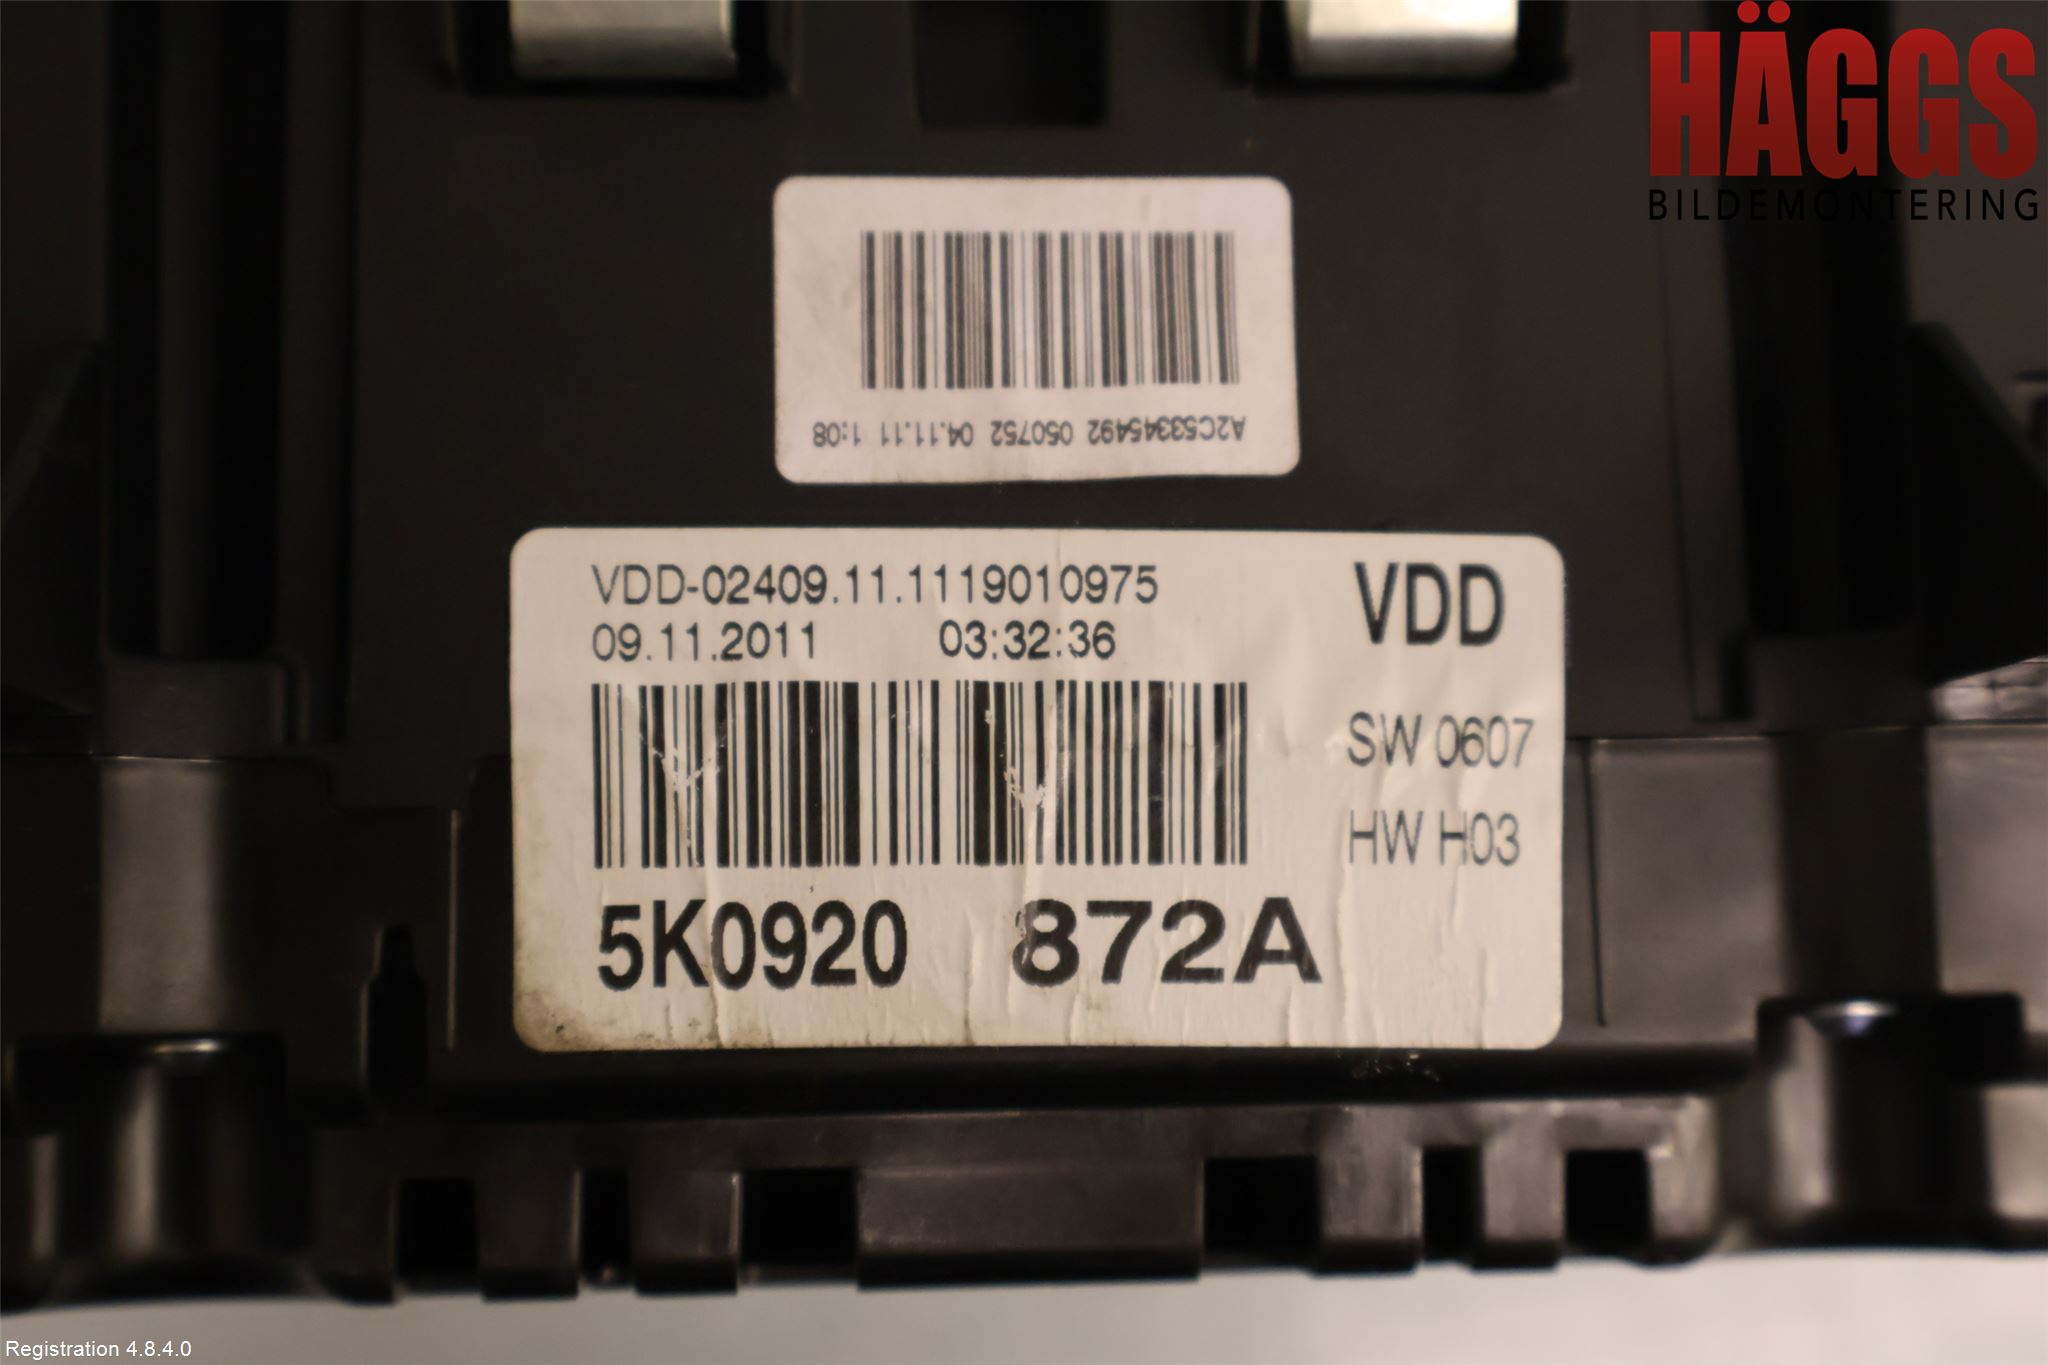 HÄGGS
BILDEMONTERING
A2C53345492 050752 04.11.11 1:08
VDD-02409.11.1119010975
09.11.2011 03:32:36
VDD
SW 0607
HW H03
5K0920 872A
Registration 4.8.4.0